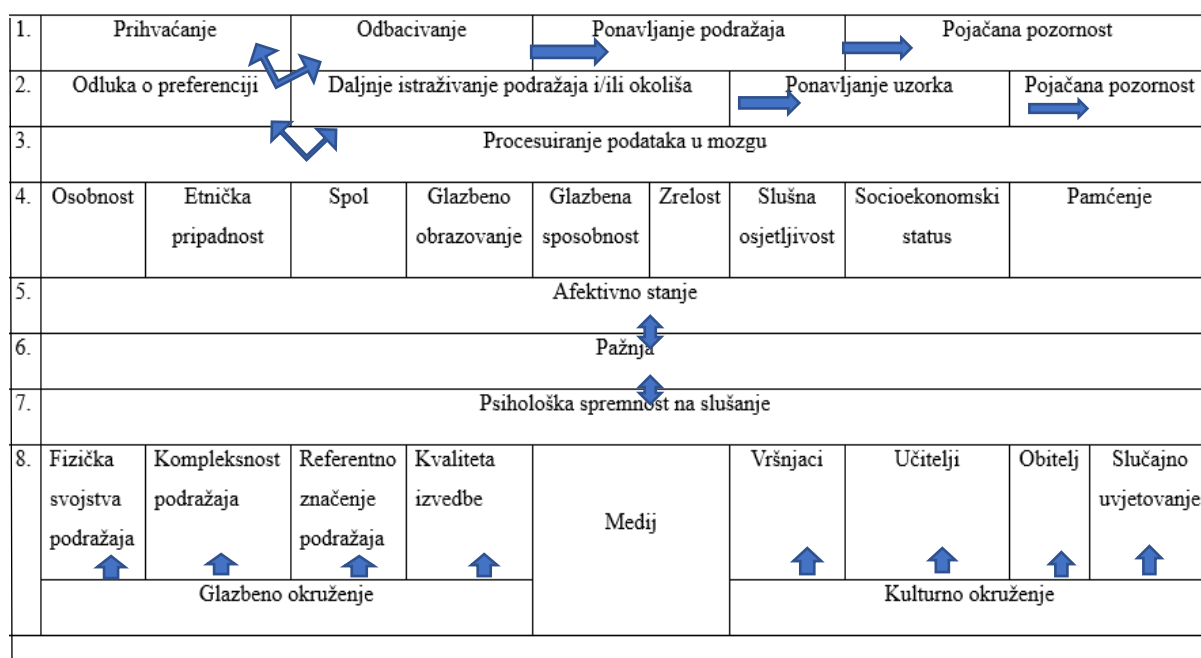 1. Prihvaćanje Odbacivanje Ponavljanje podražaja Pojačana pozornost
2. Odluka o preferenciji Daljnje istraživanje podražaja i/ili okoliša Ponavljanje uzorka Pojačana pozornost
3. Procesuiranje podataka u mozgu
4. Osobnost Etnička Spol Glazbeno Glazbena Zrelost Slušna Socioekonomski Pamćenje
pripadnost obrazovanje sposobnost osjetljivost status
5. Afektivno stanje
6. Pažnja
7. Psihološka spremnost na slušanje
8. Fizička Kompleksnost Referentno Kvaliteta Vršnjaci Učitelji Obitelj Slučajno
svojstva podražaja značenje izvedbe uvjetovanje
Medij
podražaja podražaja
Glazbeno okruženje Kulturno okruženje